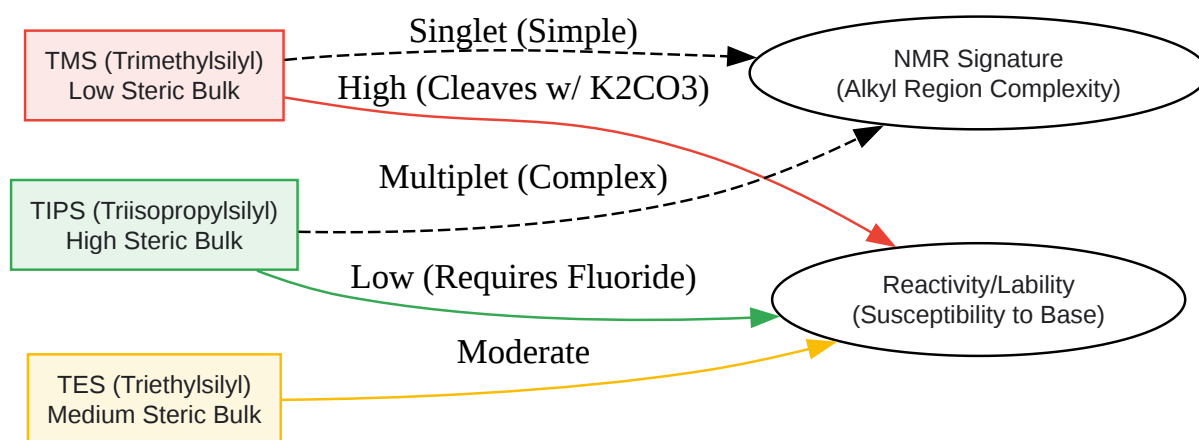 TMS (Trimethylsilyl)
Low Steric Bulk
Singlet (Simple)
High (Cleaves w/ K2CO3)
NMR Signature
(Alkyl Region Complexity)
TIPS (Triisopropylsilyl)
High Steric Bulk
Multiplet (Complex)
Low (Requires Fluoride)
Reactivity/Lability
(Susceptibility to Base)
TES (Triethylsilyl)
Medium Steric Bulk
Moderate